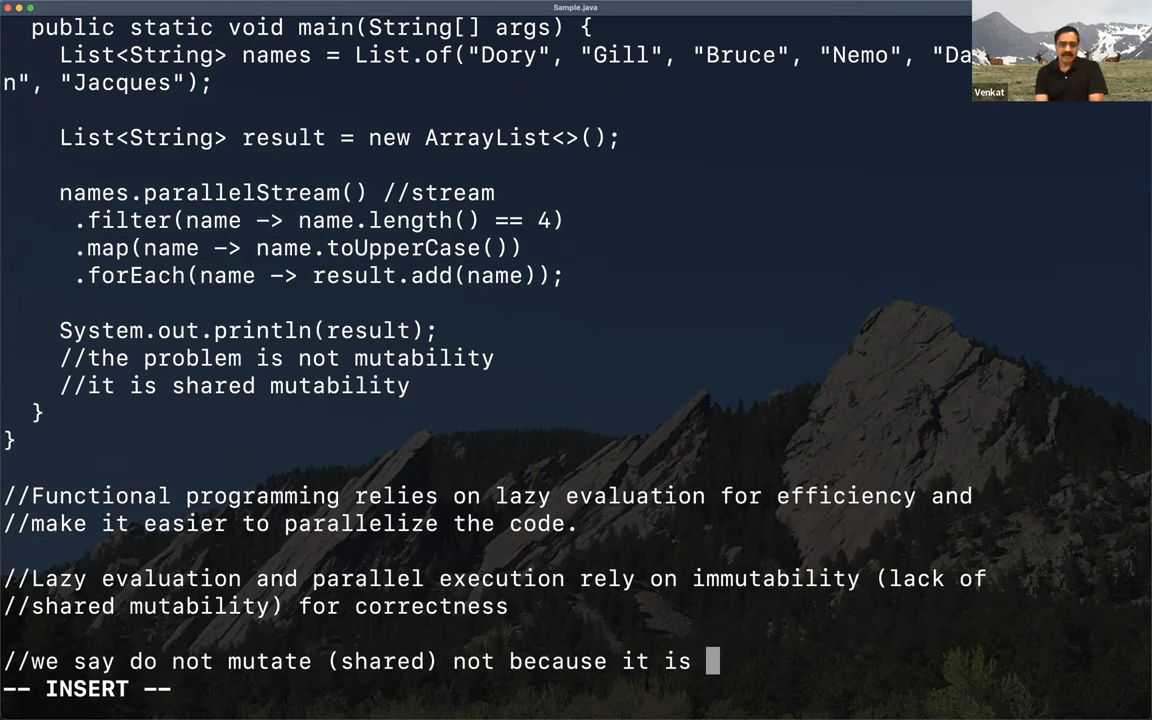 Sample.java
public static void main(String[] args) {
List<String> names = List.of("Dory", "Gill", "Bruce", "Nemo", "Da
n", "Jacques");
Venkat
List<String> result = new ArrayList<>();
names.parallelStream() //stream
.filter(name -> name.length() == 4)
.map(name -> name.toUpperCase())
.forEach(name -> result.add(name));
System.out.println(result);
//the problem is not mutability
//it is shared mutability
}
}
//Functional programming relies on lazy evaluation for efficiency and
//make it easier to parallelize the code.
//Lazy evaluation and parallel execution rely on immutability (lack of
//shared mutability) for correctness
//we say do not mutate (shared) not because it is
-- INSERT --